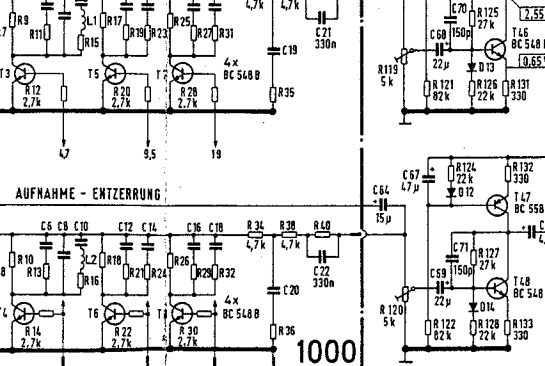 4,7k
4,7k
C21
330n
C70
150p
R125
27k
2,55
T46
BC 548 B
0,65 V
C68
22µ
R119
5k
D13
R121
82k
R126
22k
R131
330
R9
R11
L1
R15
R17
R19
R23
R25
R27
R31
C19
R35
T3
R12
2,7k
T5
R20
2,7k
R28
2,7k
4x
BC 548 B
4,7
9,5
19
AUFNAHME - ENTZERRUNG
C64
15µ
C67
47µ
R124
22k
D12
R132
330
T47
BC 558
C6
C8
C10
C12
C14
C16
C18
R34
4,7k
R38
4,7k
R40
C22
330n
R10
R13
L2
R16
R18
R21
R24
R26
R29
R32
C20
R36
T4
R14
2,7k
T6
R22
2,7k
R30
2,7k
4x
BC 548 B
1000
C71
150p
R127
27k
C69
22µ
R120
5k
D14
T48
BC 548
R122
82k
R128
22k
R133
330